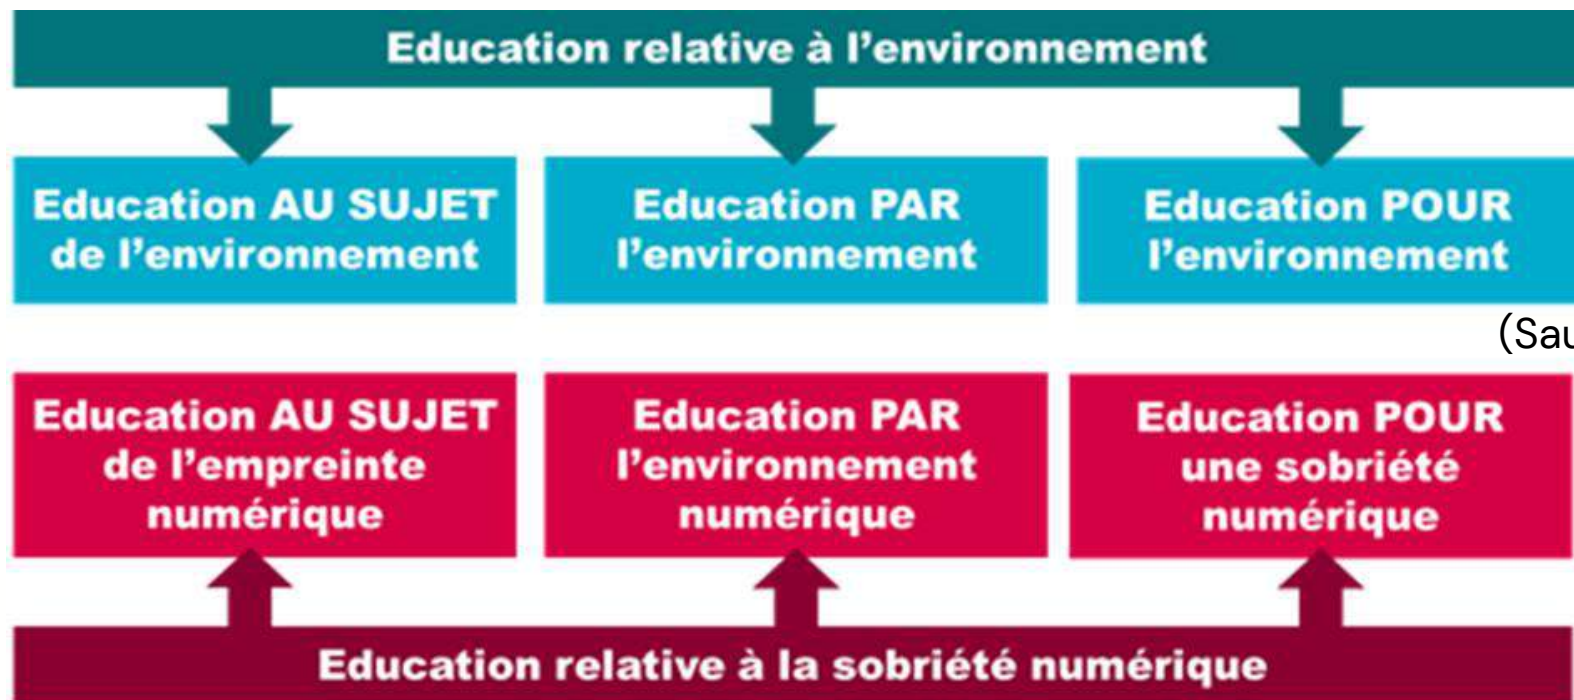 Education relative à l'environnement
Education AU SUJET
de l'environnement
Education PAR
l'environnement
Education POUR
l'environnement
(Sau
Education AU SUJET
de l'empreinte
numérique
Education PAR
l'environnement
numérique
Education POUR
une sobriété
numérique
Education relative à la sobriété numérique